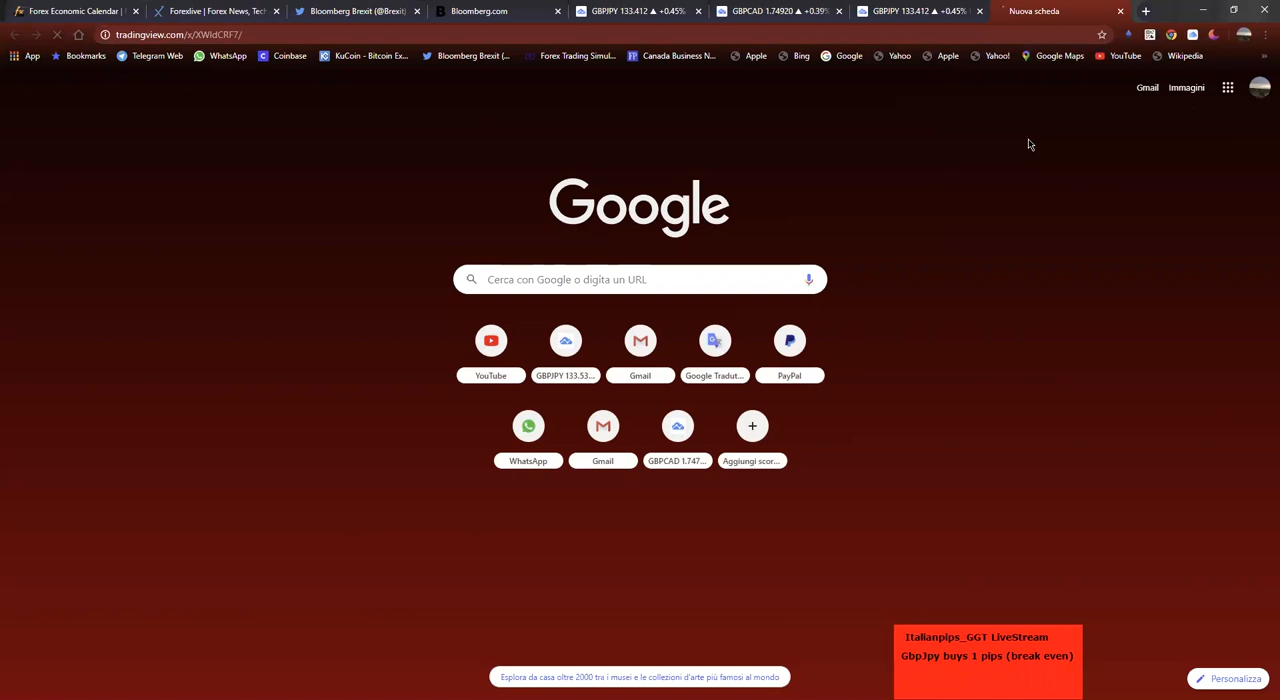 Forex Economic Calendar |
Forexlive | Forex News, Tech
Bloomberg Brexit (@Brexit)
Bloomberg.com
GBPJPY 133.412 ▲ +0.45%
GBPCAD 1.74920 ▲ +0.39%
GBPJPY 133.412 ▲ +0.45%
Nuova scheda
tradingview.com/x/XWIdCRF7/
App Bookmarks Telegram Web WhatsApp Coinbase KuCoin - Bitcoin Ex... Bloomberg Brexit (... Forex Trading Simul... Canada Business N... Apple Bing Google Yahoo Apple Yahoo! Google Maps YouTube Wikipedia »
Gmail Immagini
Google
Cerca con Google o digita un URL
YouTube GBPJPY 133.53... Gmail Google Tradut... PayPal
WhatsApp Gmail GBPCAD 1.747... Aggiungi scor...
Italianpips_GGT LiveStream
GbpJpy buys 1 pips (break even)
Esplora da casa oltre 2000 tra i musei e le collezioni d'arte più famosi al mondo
Personalizza